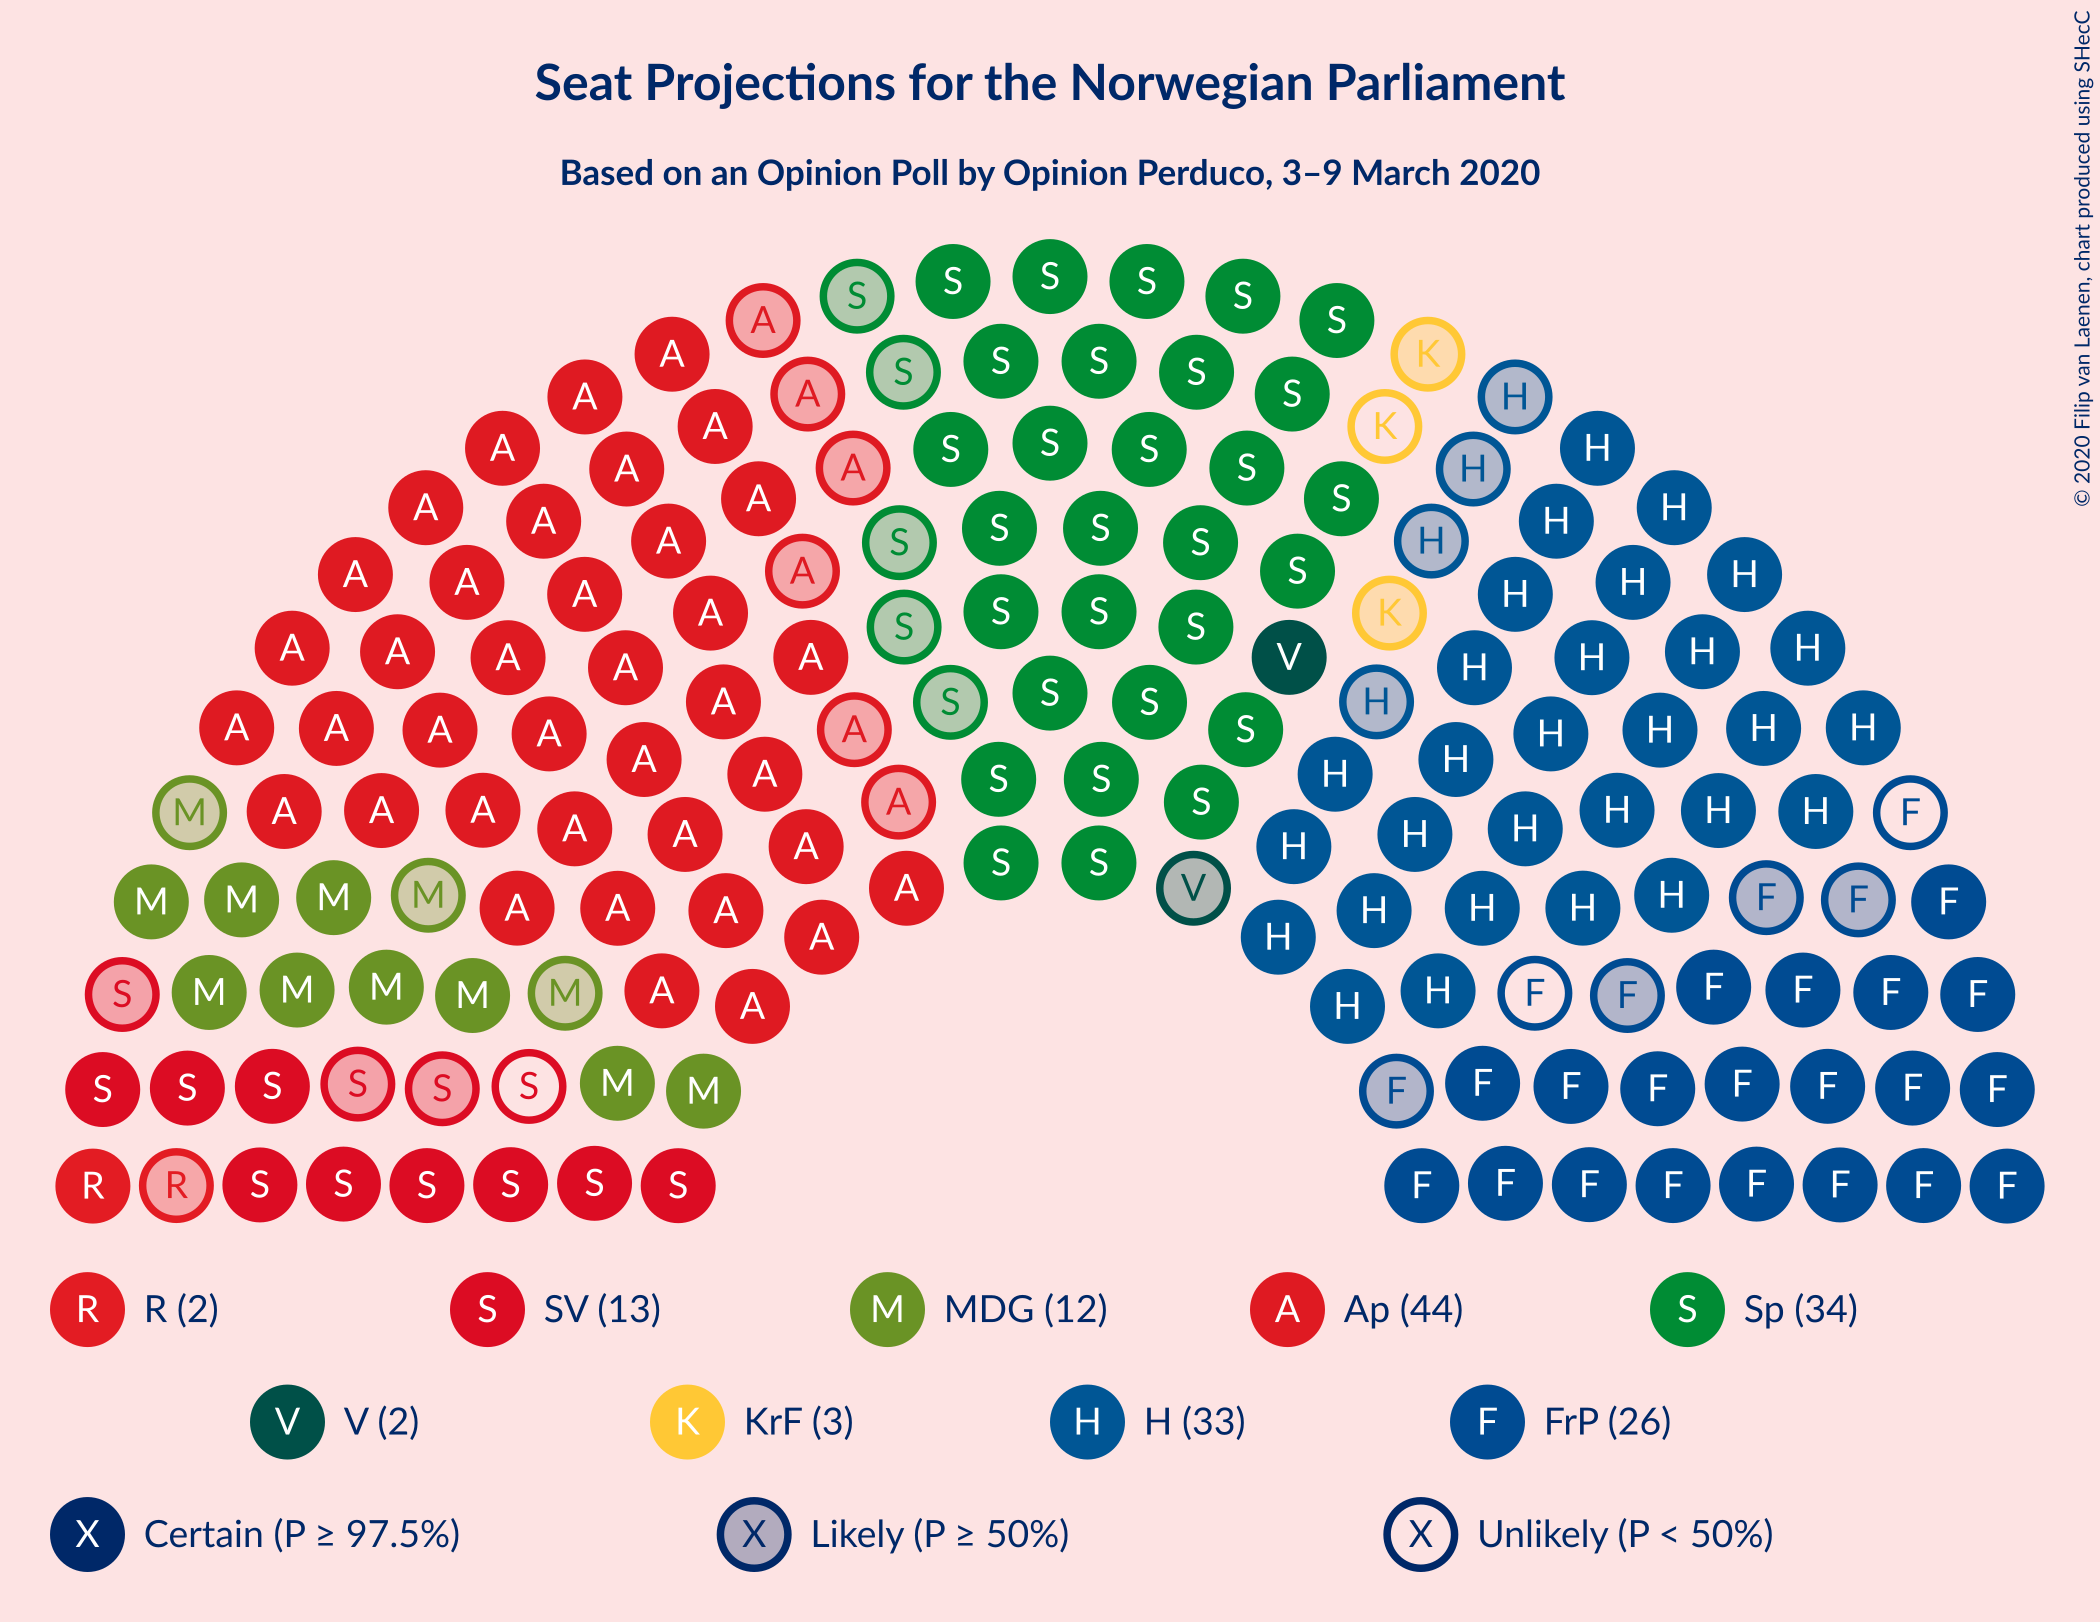 Seat Projections for the Norwegian Parliament
Based on an Opinion Poll by Opinion Perduco, 3–9 March 2020
© 2020 Filip van Laenen, chart produced using SHecC
S S S S S
A S
A S S S S K
A A S H
A K
A S S S H
A A S H
A A S H
A H
A S S S S H
A A A A S H H H
A S S S S K
A A A A A V H H H H
A S S S H
A A A A A S H H H H
A A S S H H
M A A A A A A S H H H H H F
A S S H
M M M M A A A A V H H H H F F F
A H
S M M M M M A A H H F F F F F F
S S S S S S M M F F F F F F F F
R R S S S S S S F F F F F F F F
R R (2) S SV (13) M MDG (12) A Ap (44) S Sp (34)
V V (2) K KrF (3) H H (33) F FrP (26)
X Certain (P ≥ 97.5%) X Likely (P ≥ 50%) X Unlikely (P < 50%)